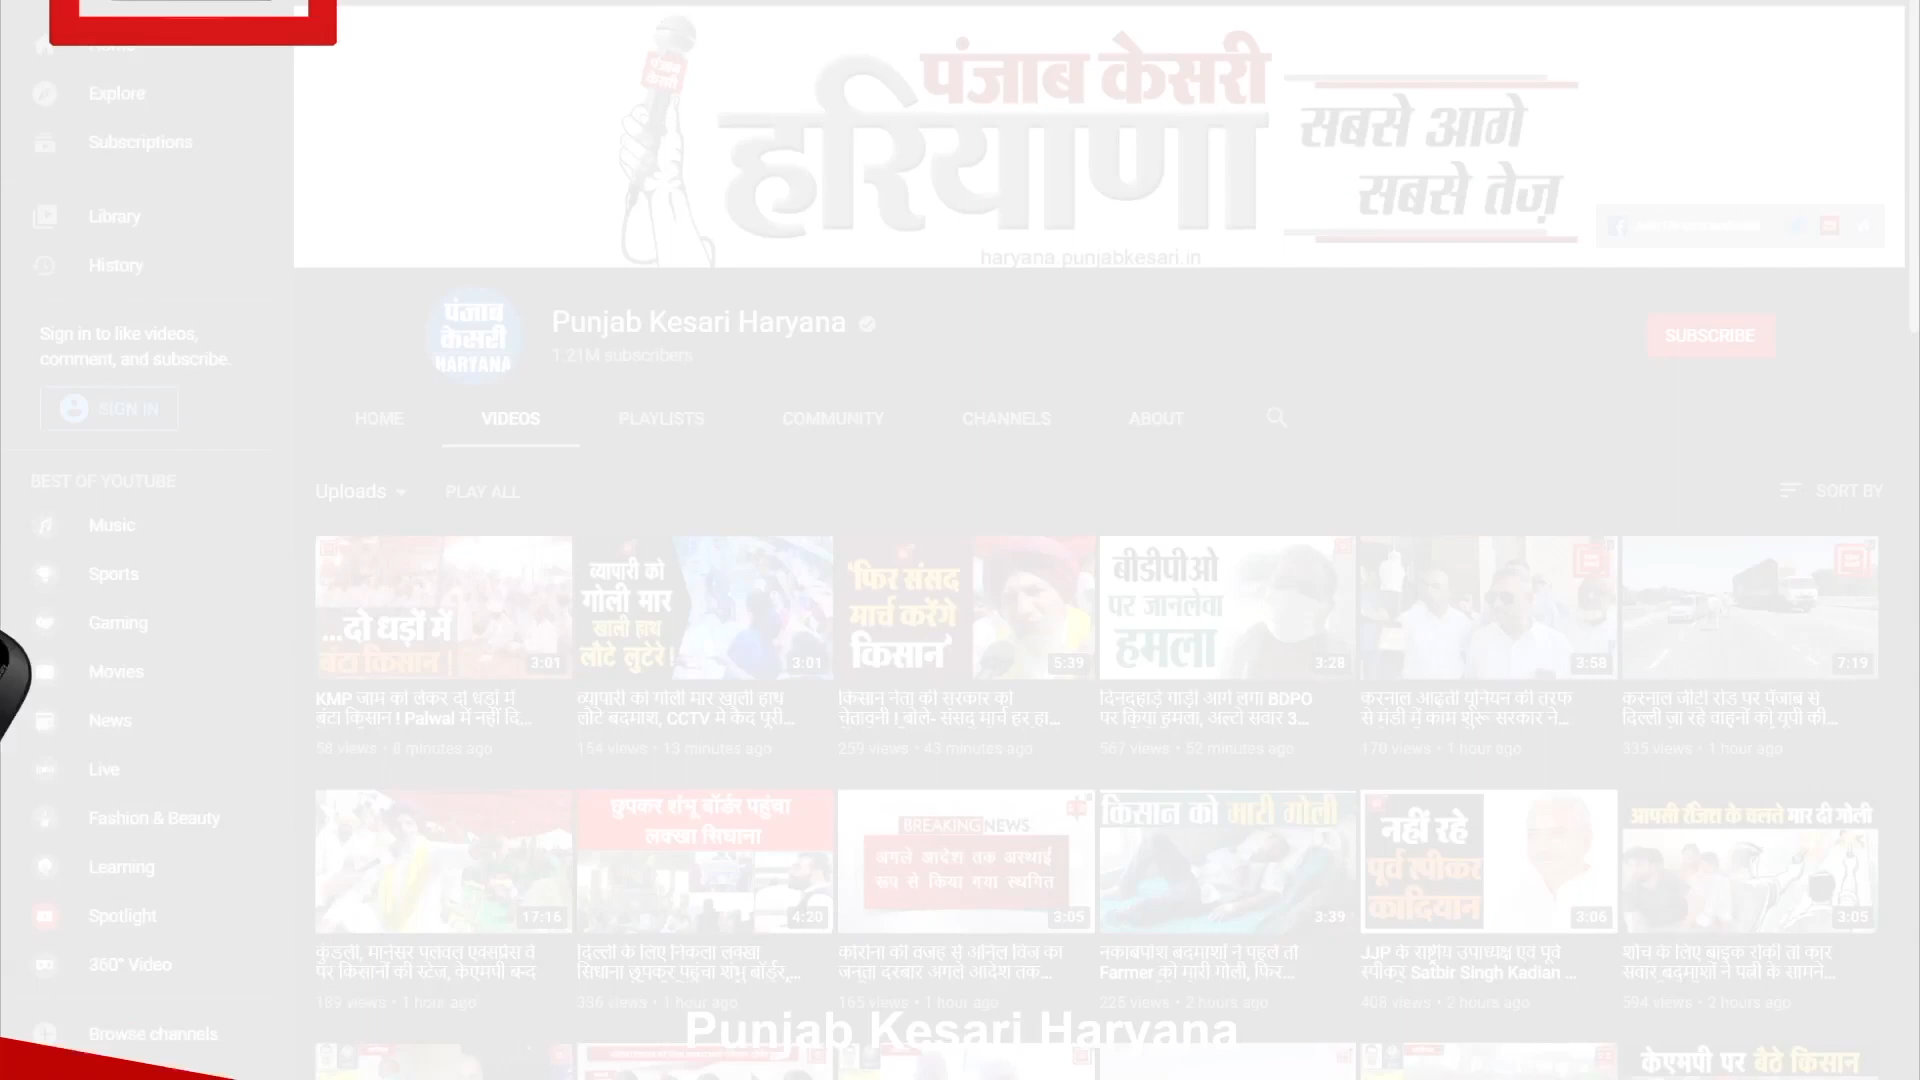 Home
Explore
Subscriptions
Library
History
Sign in to like videos,
comment, and subscribe.
SIGN IN
BEST OF YOUTUBE
Music
Sports
Gaming
Movies
News
Live
Fashion & Beauty
Learning
Spotlight
360° Video
Browse channels
पंजाब केसरी
पंजाब केसरी
हरियाणा
सबसे आगे
सबसे तेज़
haryana.punjabkesari.in
पंजाब
केसरी
HARYANA
Punjab Kesari Haryana
1.21M subscribers
SUBSCRIBE
HOME VIDEOS PLAYLISTS COMMUNITY CHANNELS ABOUT
Uploads PLAY ALL SORT BY
...दो धड़ों में
बंटा किसान !
3:01
KMP जाम को लेकर दो धड़ों में
बंटा किसान ! Palwal में नहीं दि...
58 views • 8 minutes ago
व्यापारी को
गोली मार
खाली हाथ
लौटे लुटेरे !
3:01
व्यापारी को गोली मार खाली हाथ
लौटे बदमाश, CCTV में कैद पूरी...
154 views • 13 minutes ago
'फिर संसद
मार्च करेंगे
किसान'
5:39
किसान नेता की सरकार को
चेतावनी ! बोले- संसद मार्च हर हा...
259 views • 43 minutes ago
बीडीपीओ
पर जानलेवा
हमला
3:28
दिनदहाड़े गाड़ी आगे लगा BDPO
पर किया हमला, अल्टो सवार 3...
567 views • 52 minutes ago
3:58
करनाल आढ़ती यूनियन की तरफ
से मंडी में काम शुरू सरकार ने...
170 views • 1 hour ago
7:19
करनाल जीटी रोड पर पंजाब से
दिल्ली जा रहे वाहनों को यूपी की...
335 views • 1 hour ago
17:16
कुंडली, मानेसर पलवल एक्सप्रेस वे
पर किसानों की स्टेज, केएमपी बन्द
189 views • 1 hour ago
छुपकर शंभू बॉर्डर पहुंचा
लक्खा सिधाना
4:20
दिल्ली के लिए निकला लक्खा
सिधाना छुपकर पहुंचा शंभू बॉर्डर,...
336 views • 1 hour ago
BREAKING NEWS
अगले आदेश तक अस्थाई
रूप से किया गया स्थगित
3:05
कोरोना की वजह से अनिल विज का
जनता दरबार अगले आदेश तक...
165 views • 1 hour ago
किसान को मारी गोली
3:39
नकाबपोश बदमाशों ने पहले तो
Farmer को मारी गोली, फिर...
225 views • 2 hours ago
नहीं रहे
पूर्व स्पीकर
कादियान
3:06
JJP के राष्ट्रीय उपाध्यक्ष एवं पूर्व
स्पीकर Satbir Singh Kadian ...
408 views • 2 hours ago
आपसी रंजिश के चलते मार दी गोली
3:05
शौच के लिए बाइक रोकी तो कार
सवार बदमाशों ने पत्नी के सामने...
594 views • 2 hours ago
केएमपी पर बैठे किसान
Punjab Kesari Haryana